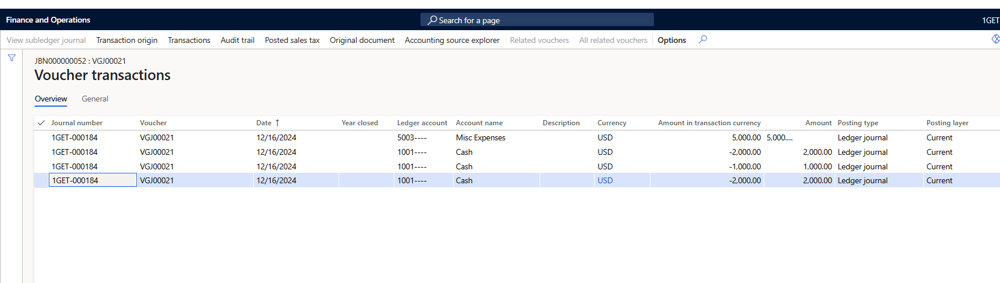 Finance and Operations Search for a page 1GET
View subledger journal Transaction origin Transactions Audit trail Posted sales tax Original document Accounting source explorer Related vouchers All related vouchers Options
JBN000000052 : VGJ00021
Voucher transactions
Overview General
Journal number Voucher Date ↑ Year closed Ledger account Account name Description Currency Amount in transaction currency Amount Posting type Posting layer
1GET-000184 VGJ00021 12/16/2024 5003---- Misc Expenses USD 5,000.00 5,000.... Ledger journal Current
1GET-000184 VGJ00021 12/16/2024 1001---- Cash USD -2,000.00 2,000.00 Ledger journal Current
1GET-000184 VGJ00021 12/16/2024 1001---- Cash USD -1,000.00 1,000.00 Ledger journal Current
1GET-000184 VGJ00021 12/16/2024 1001---- Cash USD -2,000.00 2,000.00 Ledger journal Current